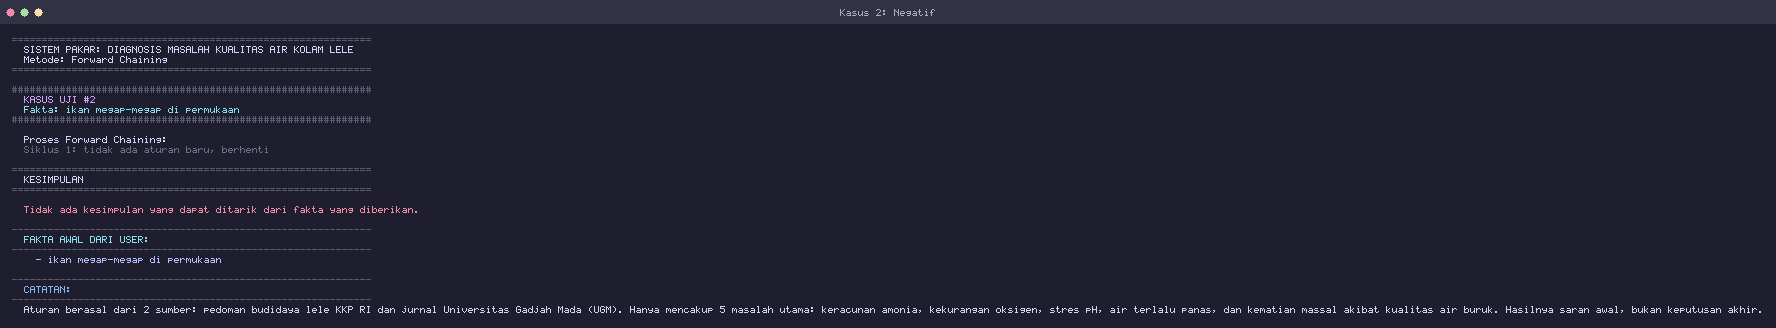 Kasus 2: Negatif
============================================================
SISTEM PAKAR: DIAGNOSIS MASALAH KUALITAS AIR KOLAM LELE
Metode: Forward Chaining
============================================================
############################################################
KASUS UJI #2
Fakta: ikan megap-megap di permukaan
############################################################
Proses Forward Chaining:
Siklus 1: tidak ada aturan baru, berhenti
============================================================
KESIMPULAN
============================================================
Tidak ada kesimpulan yang dapat ditarik dari fakta yang diberikan.
------------------------------------------------------------
FAKTA AWAL DARI USER:
------------------------------------------------------------
- ikan megap-megap di permukaan
------------------------------------------------------------
CATATAN:
------------------------------------------------------------
Aturan berasal dari 2 sumber: pedoman budidaya lele KKP RI dan Jurnal Universitas Gadjah Mada (UGM). Hanya mencakup 5 masalah utama: keracunan amonia, kekurangan oksigen, stres pH, air terlalu panas, dan kematian massal akibat kualitas air buruk. Hasilnya saran awal, bukan keputusan akhir.